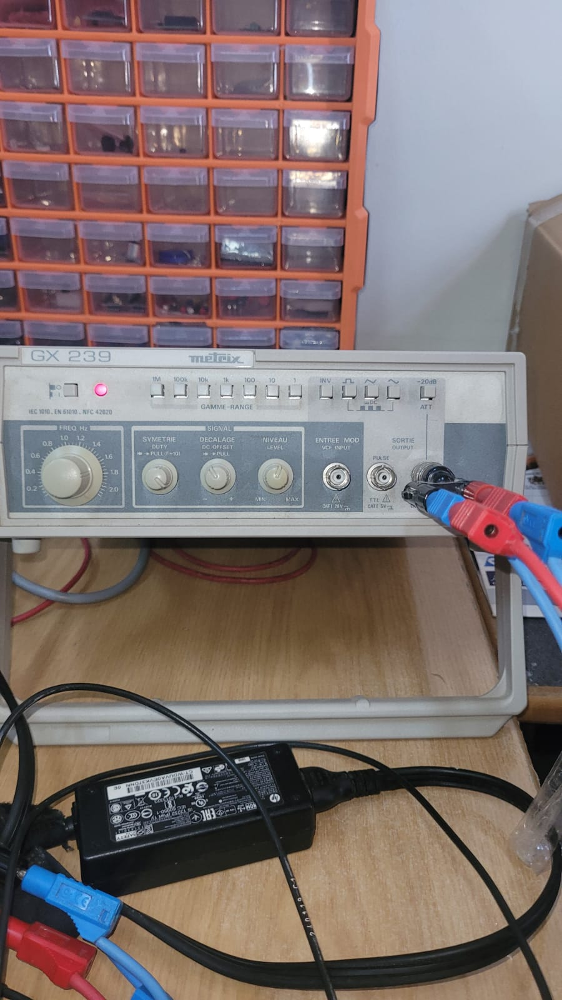 GX 239
metrix
1M 100k 10k 1k 100 10 1
GAMME-RANGE
INV
-20dB
ATT
DC
O
I
IEC 1010. EN 61010. NFC 42020
FREQ Hz
0.2 0.4 0.6 0.8 1.0 1.2 1.4 1.6 1.8 2.0
SIGNAL
SYMETRIE
DUTY
PULL(F÷10)
DECALAGE
DC OFFSET
PULL
- +
NIVEAU
LEVEL
MIN MAX
ENTREE MOD
VCF INPUT
CAT I 20V
SORTIE
OUTPUT
PULSE
TTL
CAT I 5V
hp